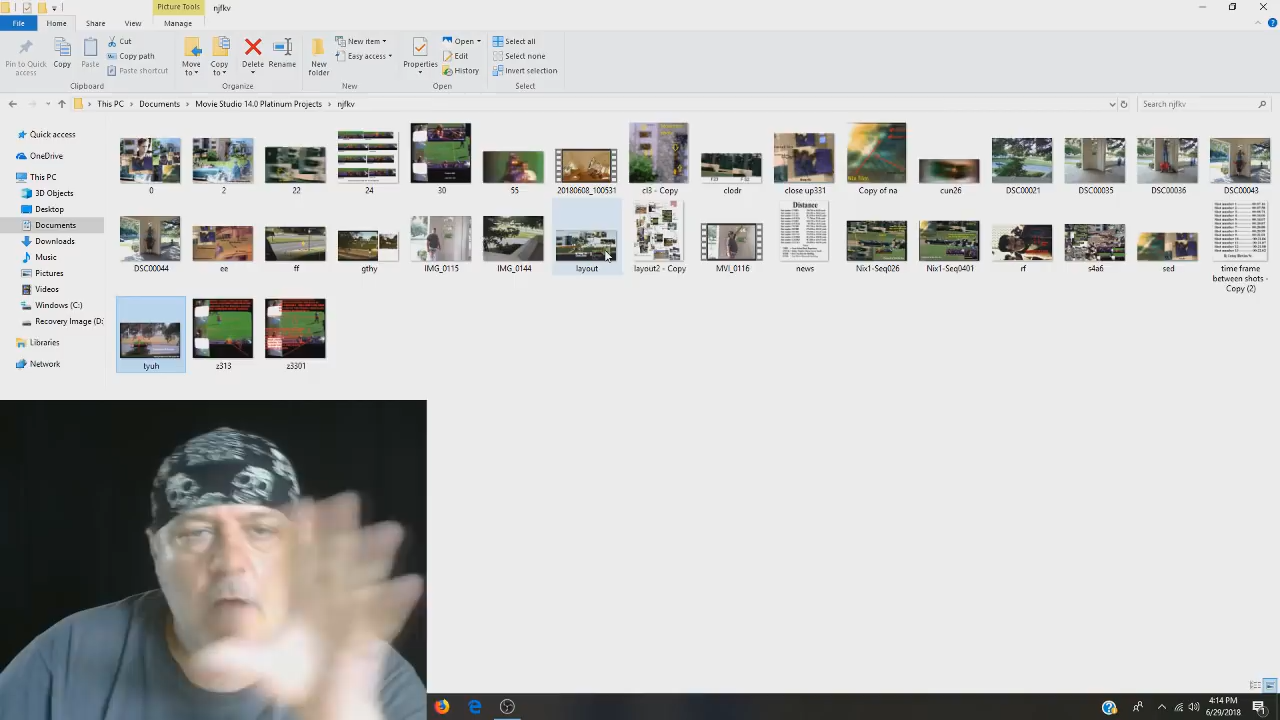 Picture Tools njfkv
File Home Share View Manage
Pin to Quick access
Copy
Paste
Cut
Copy path
Paste shortcut
Clipboard
Move to
Copy to
Delete
Rename
Organize
New folder
New item
Easy access
New
Properties
Open
Edit
History
Open
Select all
Select none
Invert selection
Select
This PC Documents Movie Studio 14.0 Platinum Projects njfkv
Search njfkv
Quick access
OneDrive
This PC
3D Objects
Desktop
Documents
Downloads
Music
Pictures
Videos
Windows (C:)
Recovery Image (D:
Libraries
Network
0 2 22 24 30 55 20180608_100531 cl3 - Copy clodr close up331 Copy of na cun26 DSC00021 DSC00035 DSC00036 DSC00043
Distance
DSC00044 ee ff gthy IMG_0115 IMG_0144 layout layout2 - Copy MVI_0116 news Nix1-Seq026 Nix1-Seq0401 rf s4a6 sed time frame
between shots -
Copy (2)
tyuh z313 z3301
4:14 PM
6/29/2018